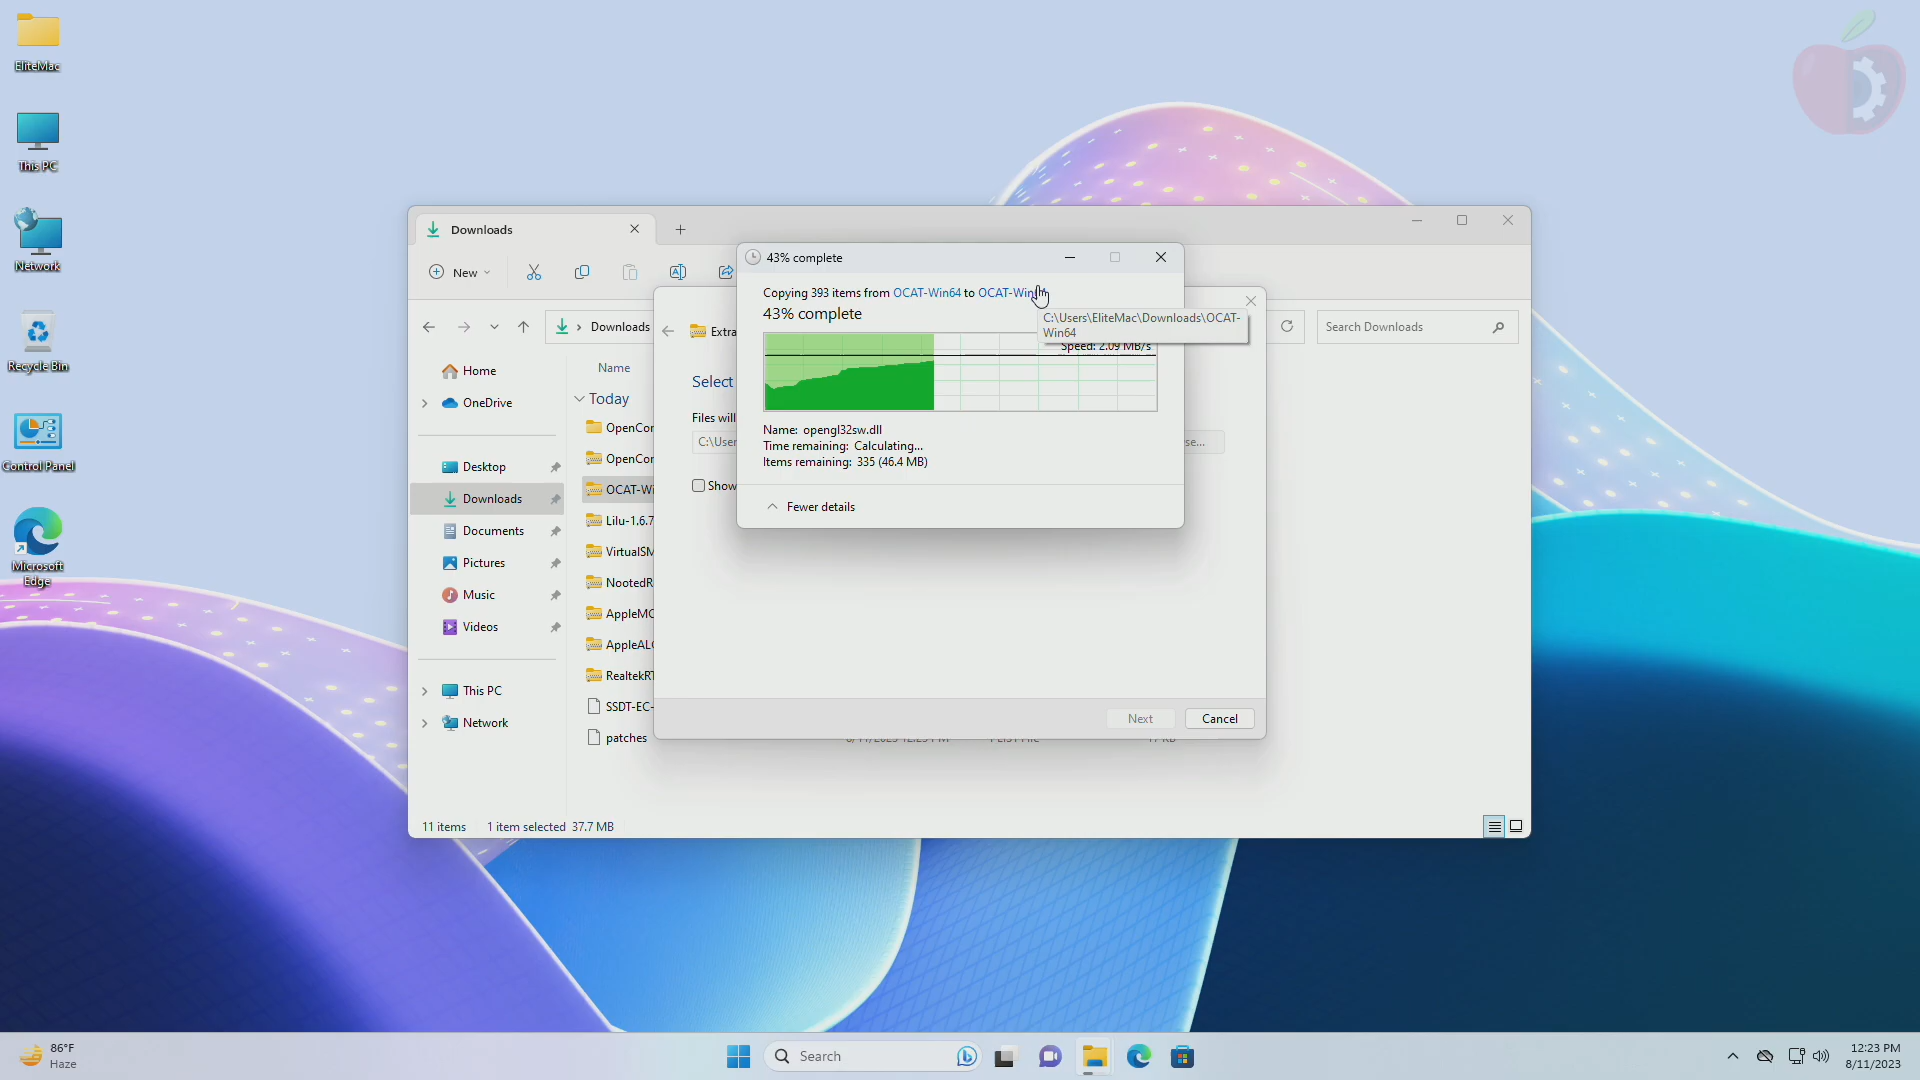 EliteMac
This PC
Network
Recycle Bin
Control Panel
Microsoft
Edge
Downloads
New
43% complete
Copying 393 items from OCAT-Win64 to OCAT-Win
43% complete
C:\Users\EliteMac\Downloads\OCAT-
Win64
Speed: 2.09 MB/s
Name: opengl32sw.dll
Time remaining: Calculating...
Items remaining: 335 (46.4 MB)
Fewer details
Downloads
Search Downloads
Extra
Select
Files will
C:\User
se...
Show
Next
Cancel
Home
OneDrive
Desktop
Downloads
Documents
Pictures
Music
Videos
This PC
Network
Name
Today
OpenCor
OpenCor
OCAT-Wi
Lilu-1.6.7
VirtualSM
NootedR
AppleMC
AppleALC
RealtekRT
SSDT-EC-
patches
11 items
1 item selected 37.7 MB
86°F
Haze
Search
12:23 PM
8/11/2023